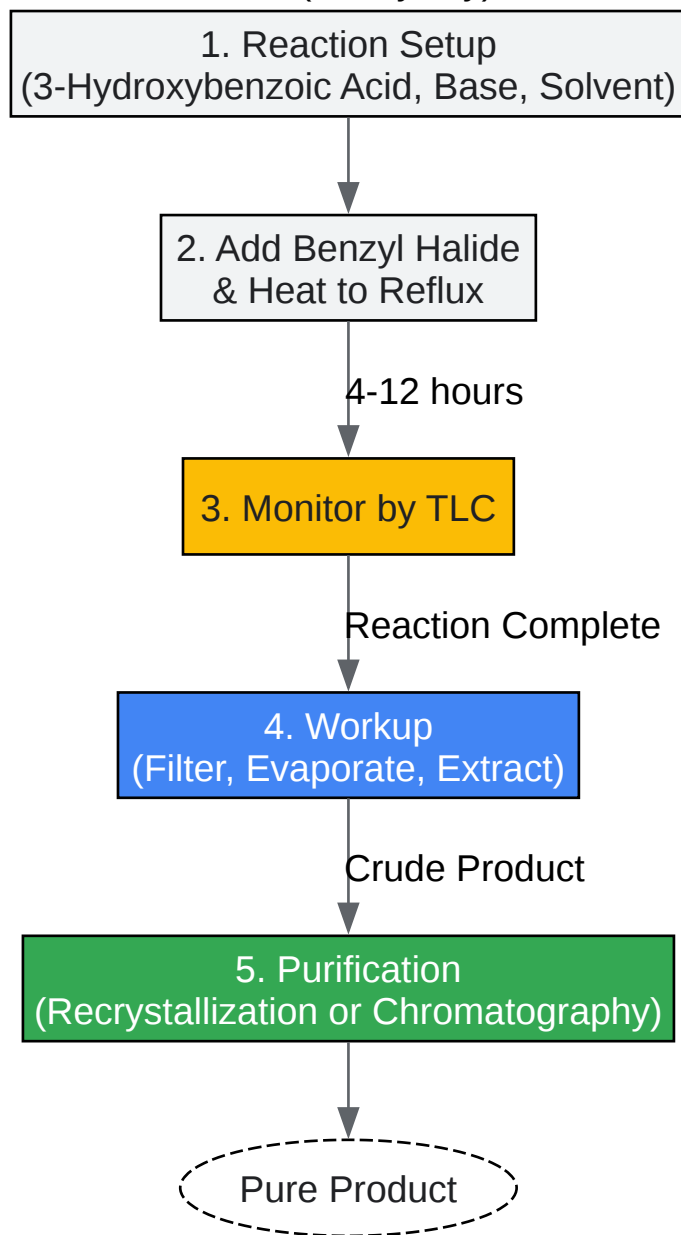 1. Reaction Setup
(3-Hydroxybenzoic Acid, Base, Solvent)
2. Add Benzyl Halide
& Heat to Reflux
4-12 hours
3. Monitor by TLC
Reaction Complete
4. Workup
(Filter, Evaporate, Extract)
Crude Product
5. Purification
(Recrystallization or Chromatography)
Pure Product